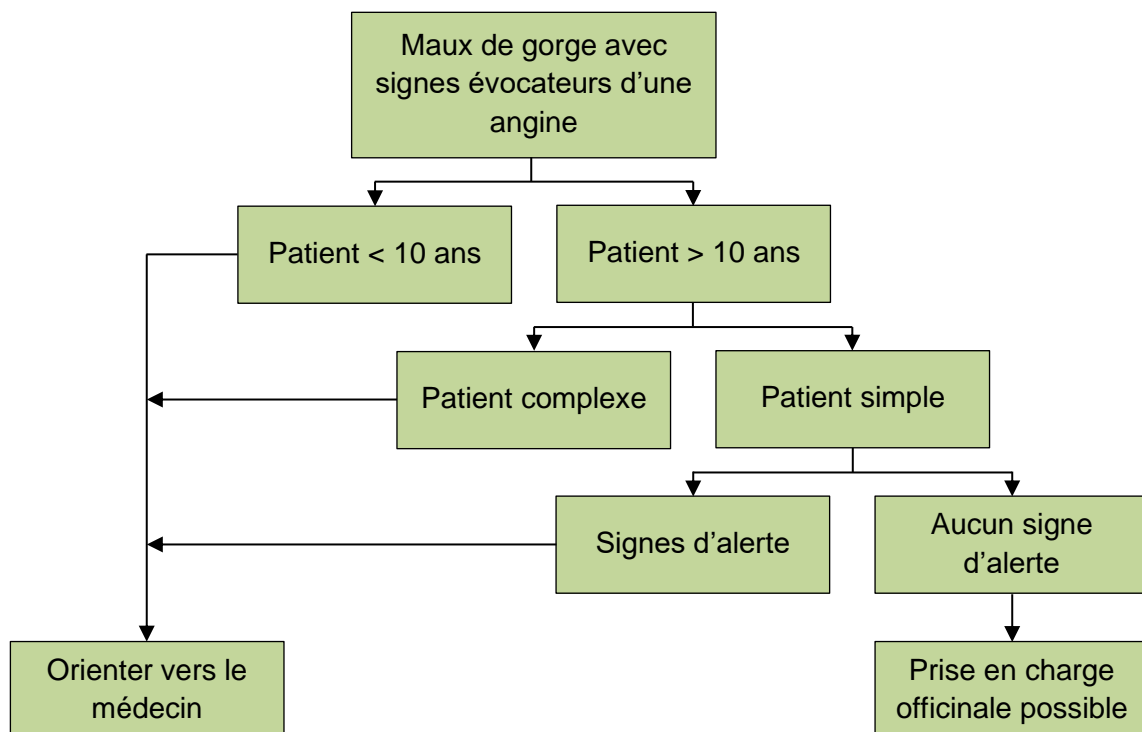 Maux de gorge avec
signes évocateurs d’une
angine
Patient < 10 ans
Patient > 10 ans
Patient complexe
Patient simple
Signes d’alerte
Aucun signe
d’alerte
Orienter vers le
médecin
Prise en charge
officinale possible